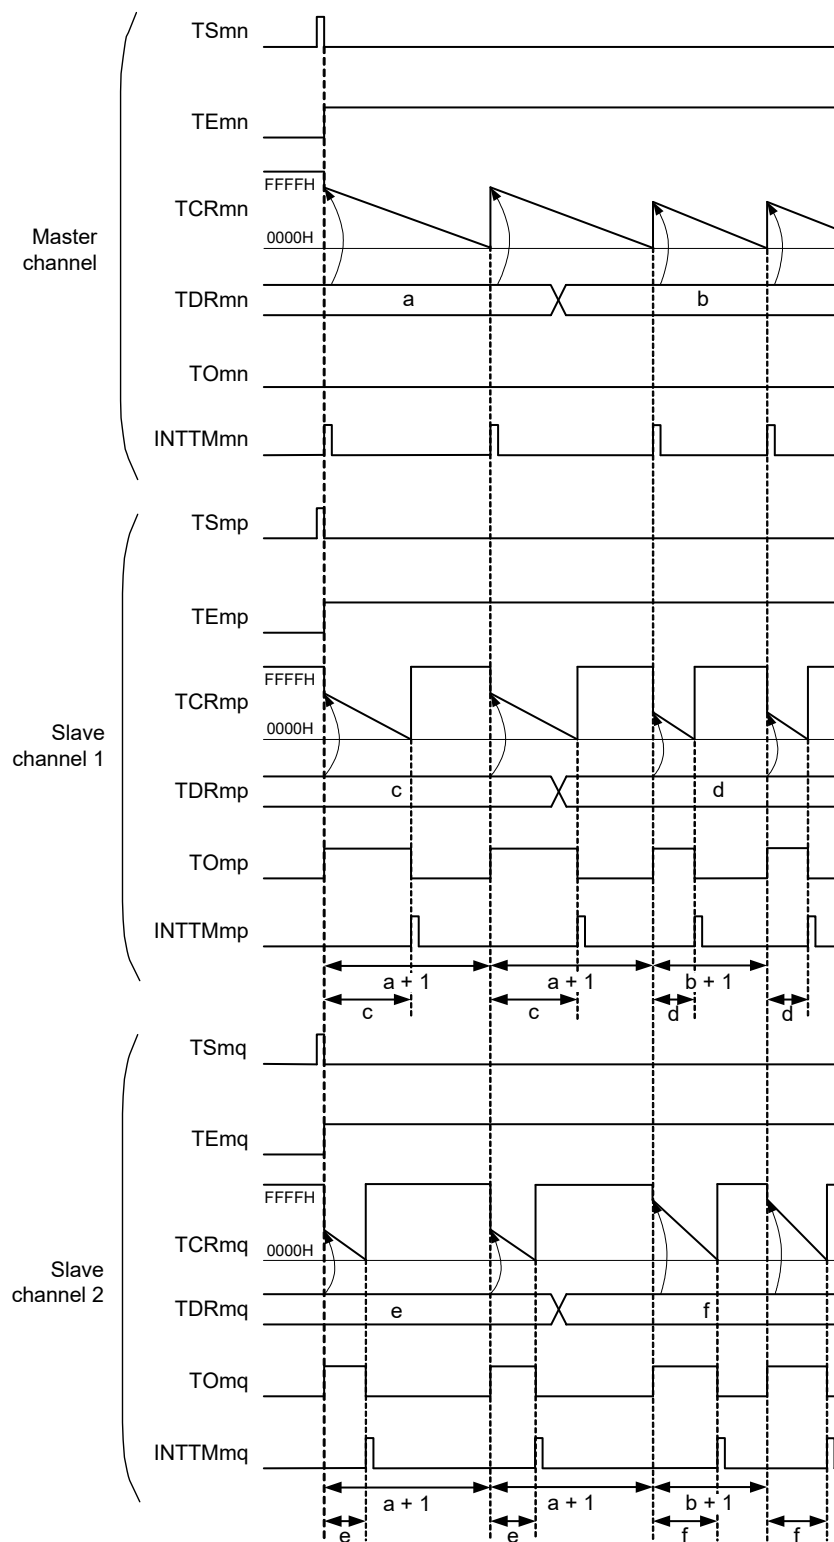 TSmn
TEmn
FFFFH
TCRmn
0000H
Master
channel
TDRmn
a
b
TOmn
INTTMmn
TSmp
TEmp
FFFFH
TCRmp
0000H
Slave
channel 1
TDRmp
c
d
TOmp
INTTMmp
a + 1
a + 1
b + 1
c
c
d
d
TSmq
TEmq
FFFFH
TCRmq
0000H
Slave
channel 2
TDRmq
e
f
TOmq
INTTMmq
a + 1
a + 1
b + 1
e
e
f
f